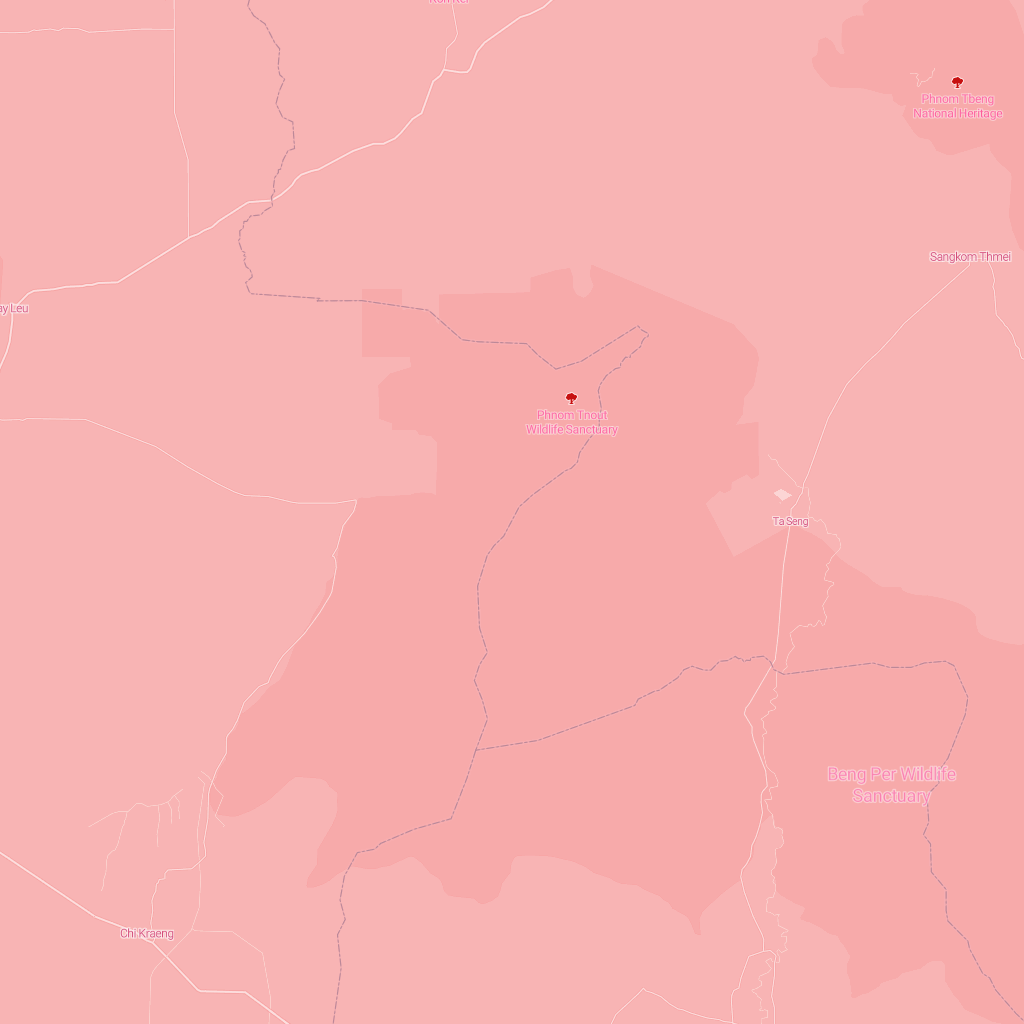 Phnom Tbeng
National Heritage
Sangkom Thmei
Phnom Tnout
Wildlife Sanctuary
Ta Seng
Beng Per Wildlife
Sanctuary
Chi Kraeng